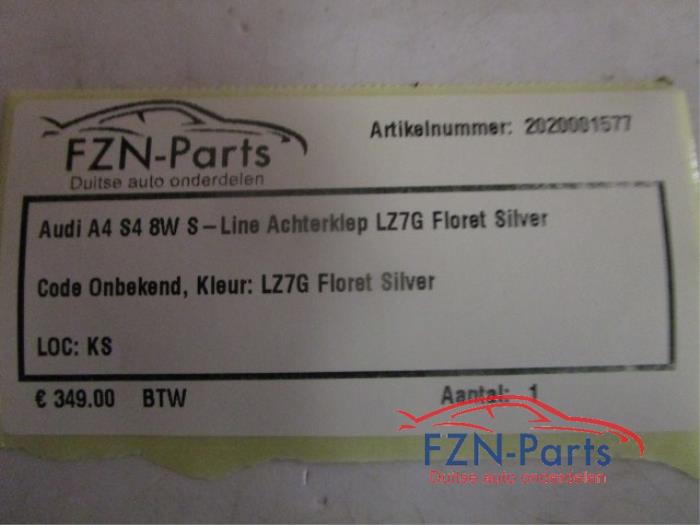 FZN-Parts
Duitse auto onderdelen
Artikelnummer: 2020001577
Audi A4 S4 8W S-Line Achterklep LZ7G Floret Silver
Code Onbekend, Kleur: LZ7G Floret Silver
LOC: KS
€ 349.00 BTW Aantal: 1
FZN-Parts
Duitse auto onderdelen